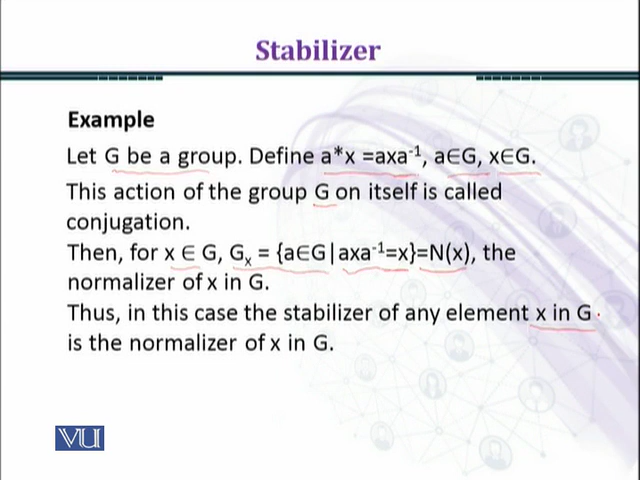 Stabilizer
Example
Let G be a group. Define a*x =axa⁻¹, a∈G, x∈G.
This action of the group G on itself is called
conjugation.
Then, for x ∈ G, Gₓ = {a∈G|axa⁻¹=x}=N(x), the
normalizer of x in G.
Thus, in this case the stabilizer of any element x in G
is the normalizer of x in G.
VU